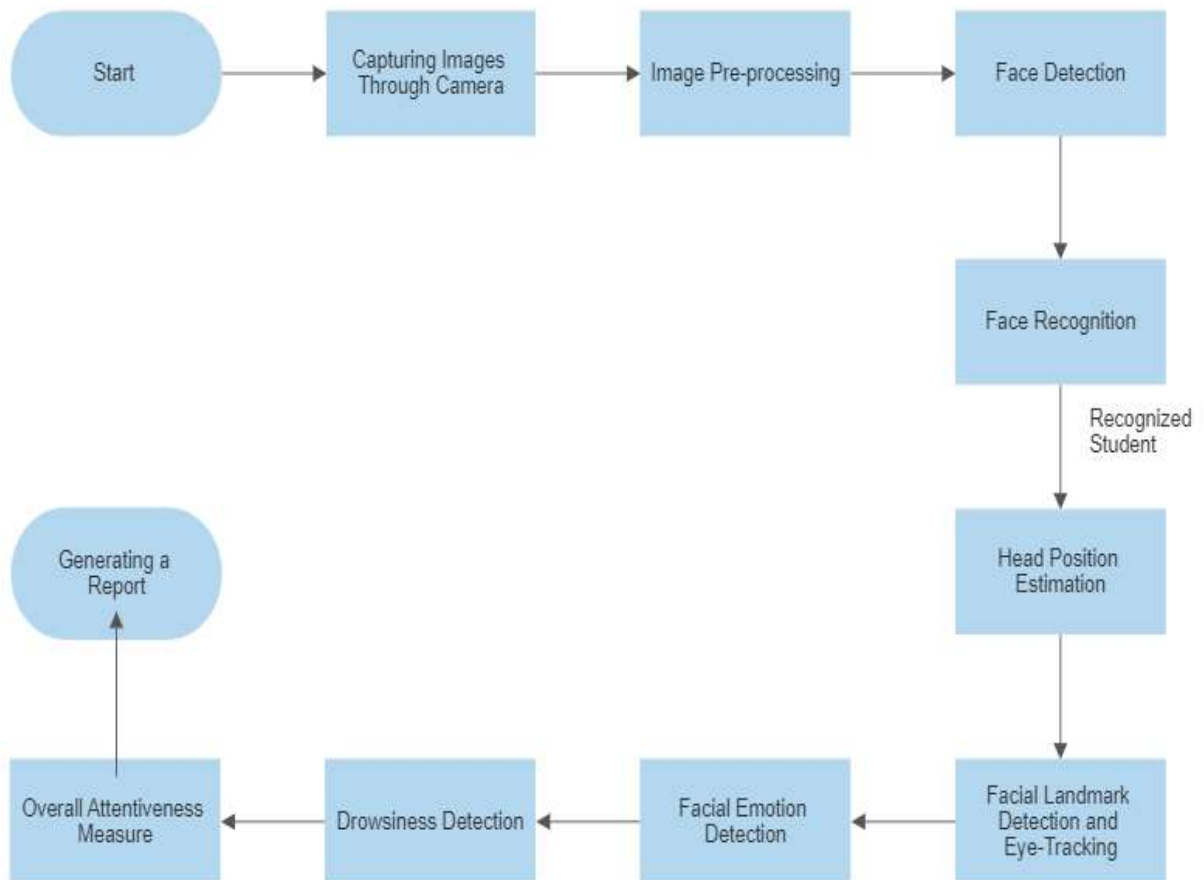 Start
Capturing Images
Through Camera
Image Pre-processing
Face Detection
Face Recognition
Recognized
Student
Head Position
Estimation
Facial Landmark
Detection and
Eye-Tracking
Facial Emotion
Detection
Drowsiness Detection
Overall Attentiveness
Measure
Generating a
Report